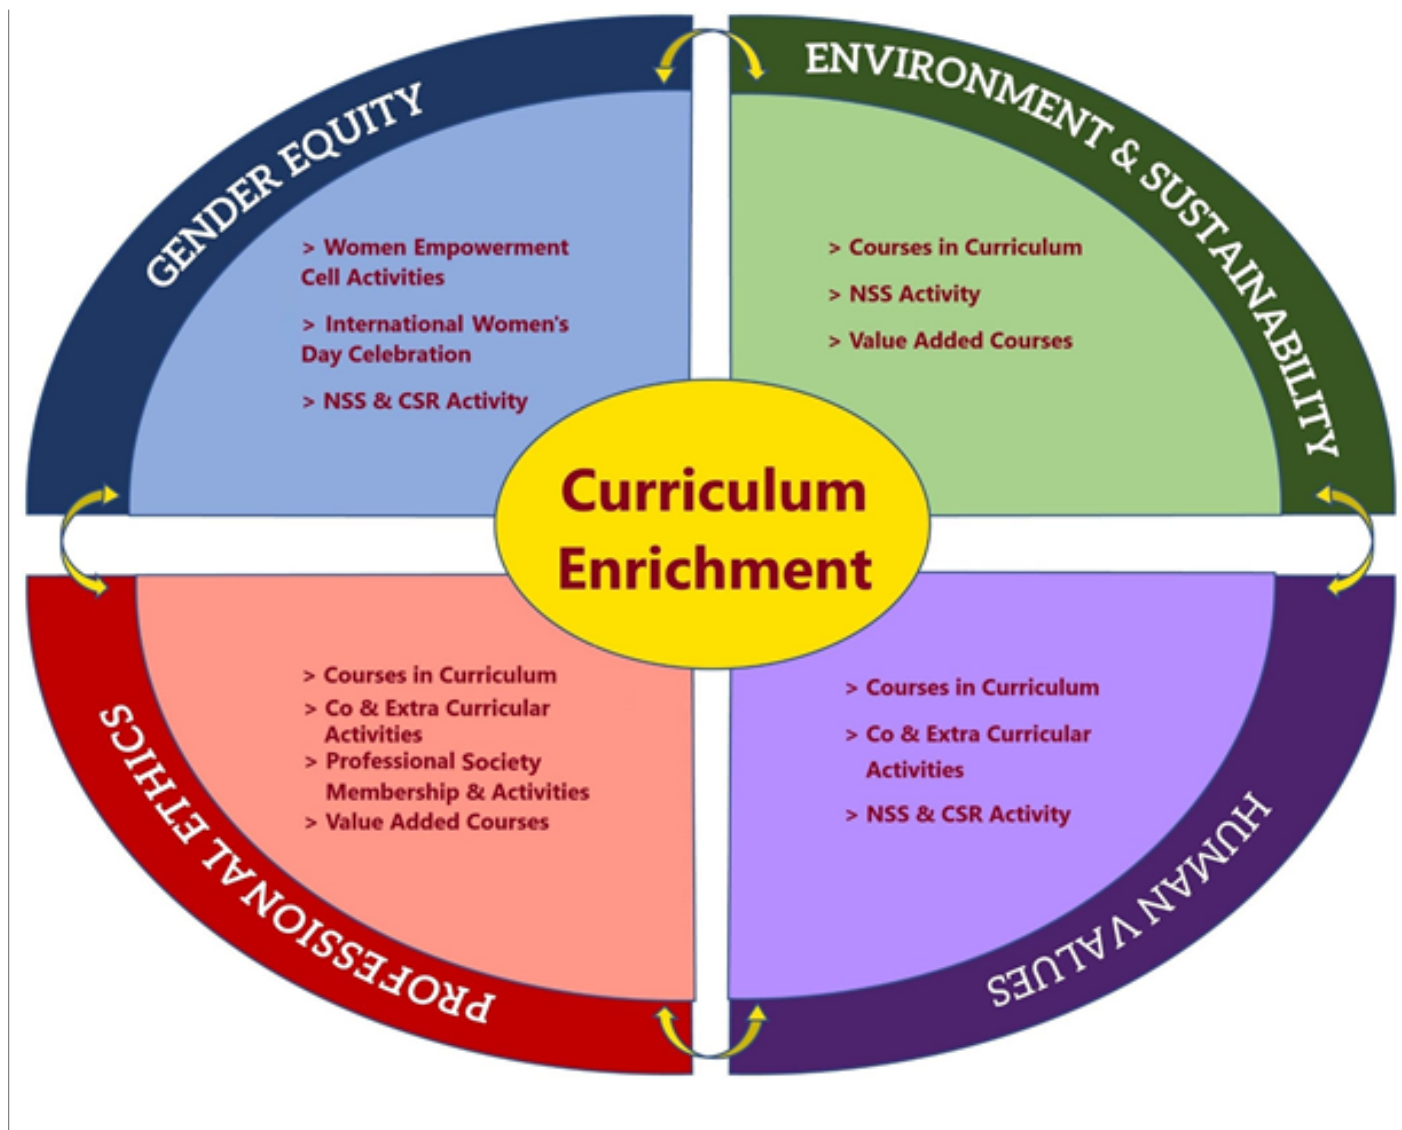 GENDER EQUITY
> Women Empowerment
Cell Activities
> International Women's
Day Celebration
> NSS & CSR Activity
ENVIRONMENT & SUSTAINABILITY
> Courses in Curriculum
> NSS Activity
> Value Added Courses
Curriculum
Enrichment
PROFESSIONAL ETHICS
> Courses in Curriculum
> Co & Extra Curricular
Activities
> Professional Society
Membership & Activities
> Value Added Courses
HUMAN VALUES
> Courses in Curriculum
> Co & Extra Curricular
Activities
> NSS & CSR Activity